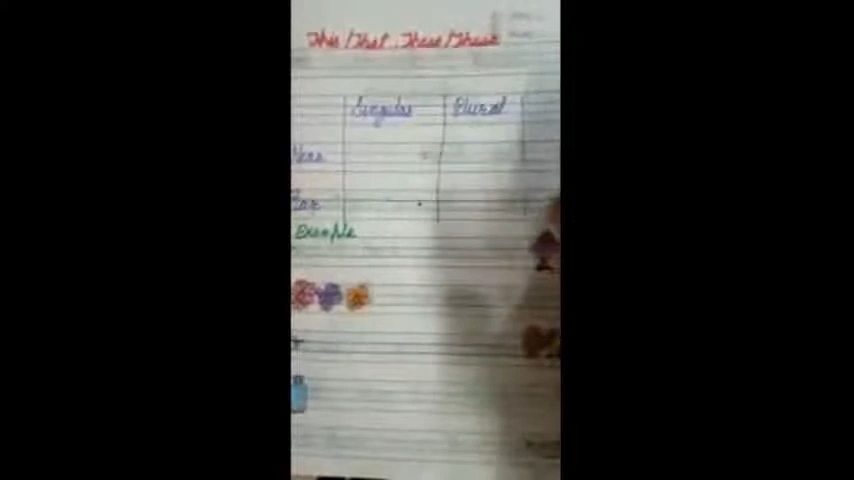 This / That , These / Those
Singular Plural
Near
Far
Example